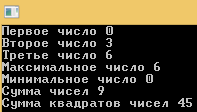 Первое число 0
Второе число 3
Третье число 6
Максимальное число 6
Минимальное число 0
Сумма чисел 9
Сумма квадратов чисел 45